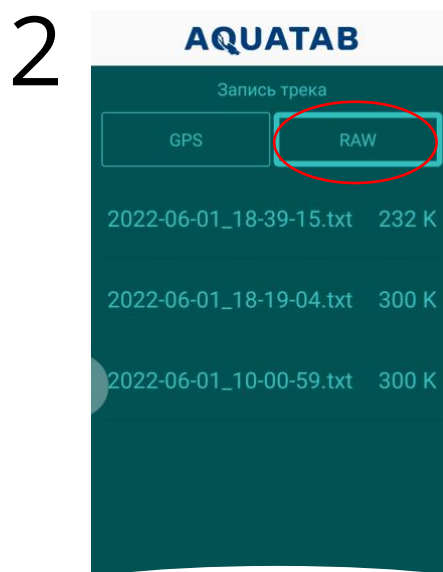 2
AQUATAB
Запись трека
GPS RAW
2022-06-01_18-39-15.txt 232 K
2022-06-01_18-19-04.txt 300 K
2022-06-01_10-00-59.txt 300 K